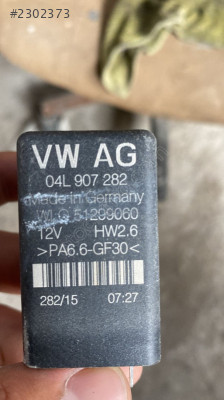 #2302373
VW AG
04L 907 282
Made in Germany
51299060
12V HW2.6
>PA6.6-GF30<
282/15 07:27